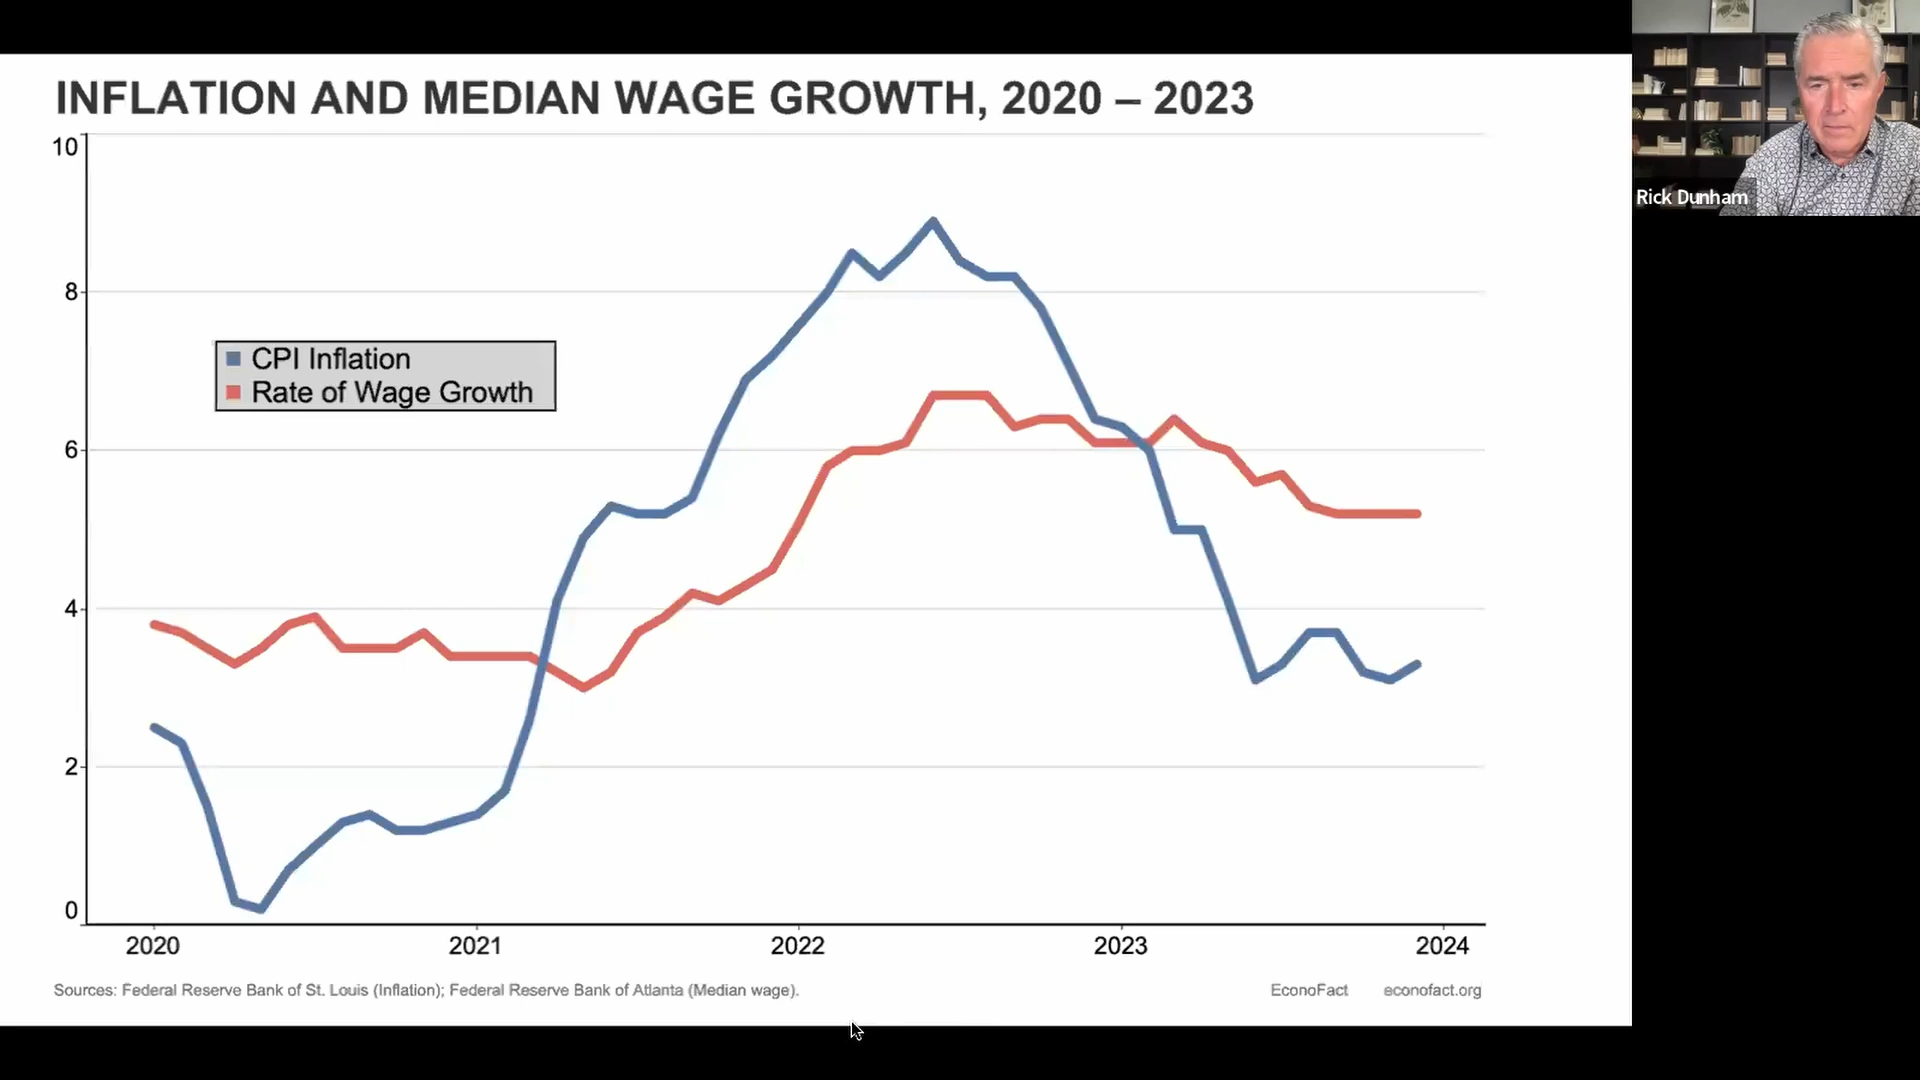 INFLATION AND MEDIAN WAGE GROWTH, 2020 – 2023
10
8
6
4
2
0
CPI Inflation
Rate of Wage Growth
2020 2021 2022 2023 2024
Sources: Federal Reserve Bank of St. Louis (Inflation); Federal Reserve Bank of Atlanta (Median wage).
EconoFact econofact.org
Rick Dunham